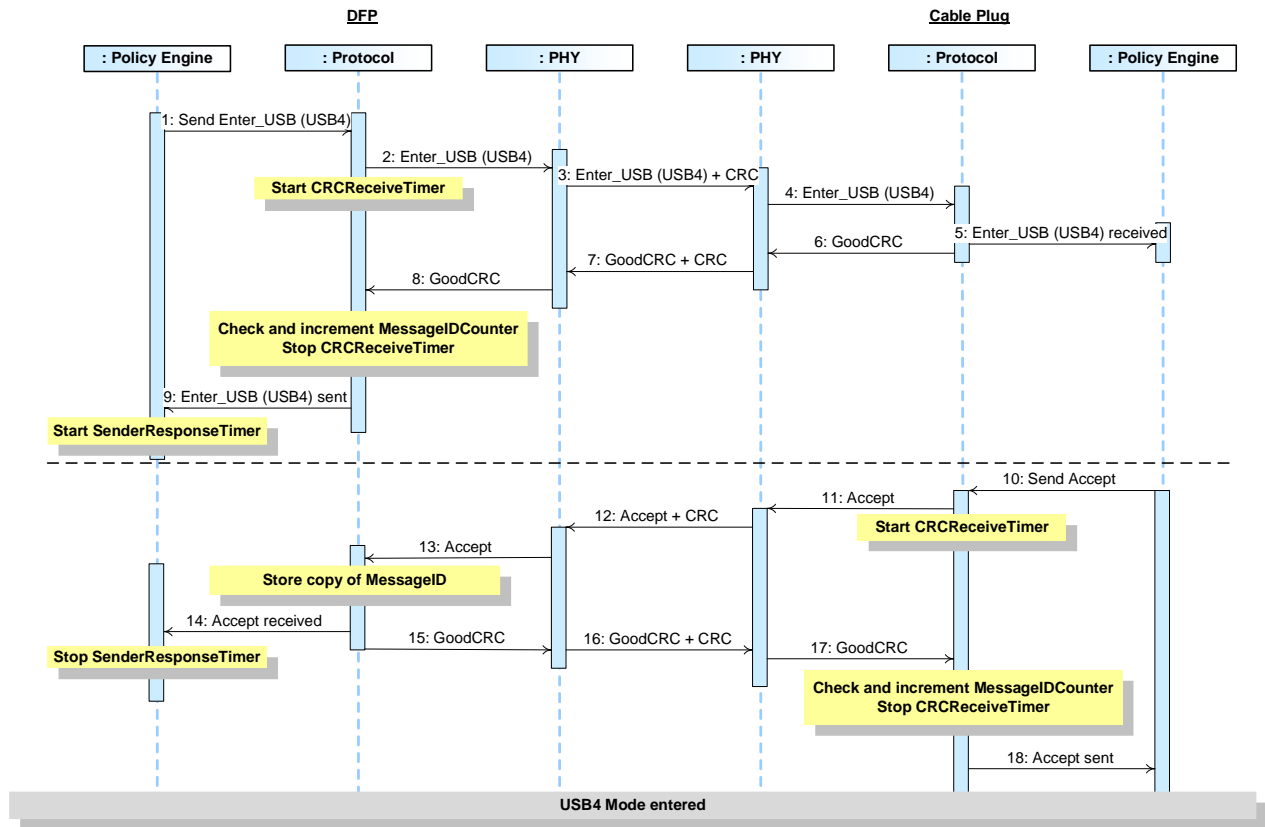 DFP
Cable Plug
: Policy Engine
: Protocol
: PHY
: PHY
: Protocol
: Policy Engine
1: Send Enter_USB (USB4)
2: Enter_USB (USB4)
Start CRCReceiveTimer
3: Enter_USB (USB4) + CRC
4: Enter_USB (USB4)
5: Enter_USB (USB4) received
6: GoodCRC
7: GoodCRC + CRC
8: GoodCRC
Check and increment MessageIDCounter
Stop CRCReceiveTimer
9: Enter_USB (USB4) sent
Start SenderResponseTimer
10: Send Accept
11: Accept
Start CRCReceiveTimer
12: Accept + CRC
13: Accept
Store copy of MessageID
14: Accept received
Stop SenderResponseTimer
15: GoodCRC
16: GoodCRC + CRC
17: GoodCRC
Check and increment MessageIDCounter
Stop CRCReceiveTimer
18: Accept sent
USB4 Mode entered